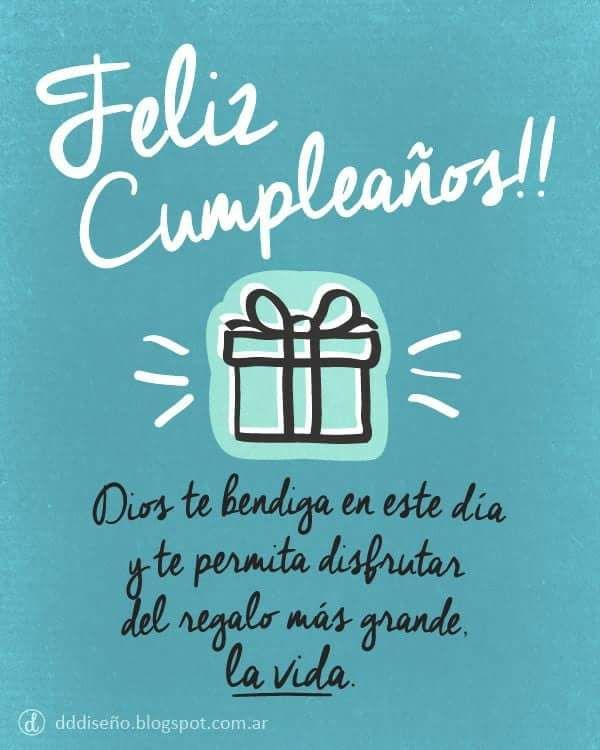 Feliz
Cumpleaños!!
Dios te bendiga en este día
y te permita disfrutar
del regalo más grande,
la vida.
d dddiseño.blogspot.com.ar